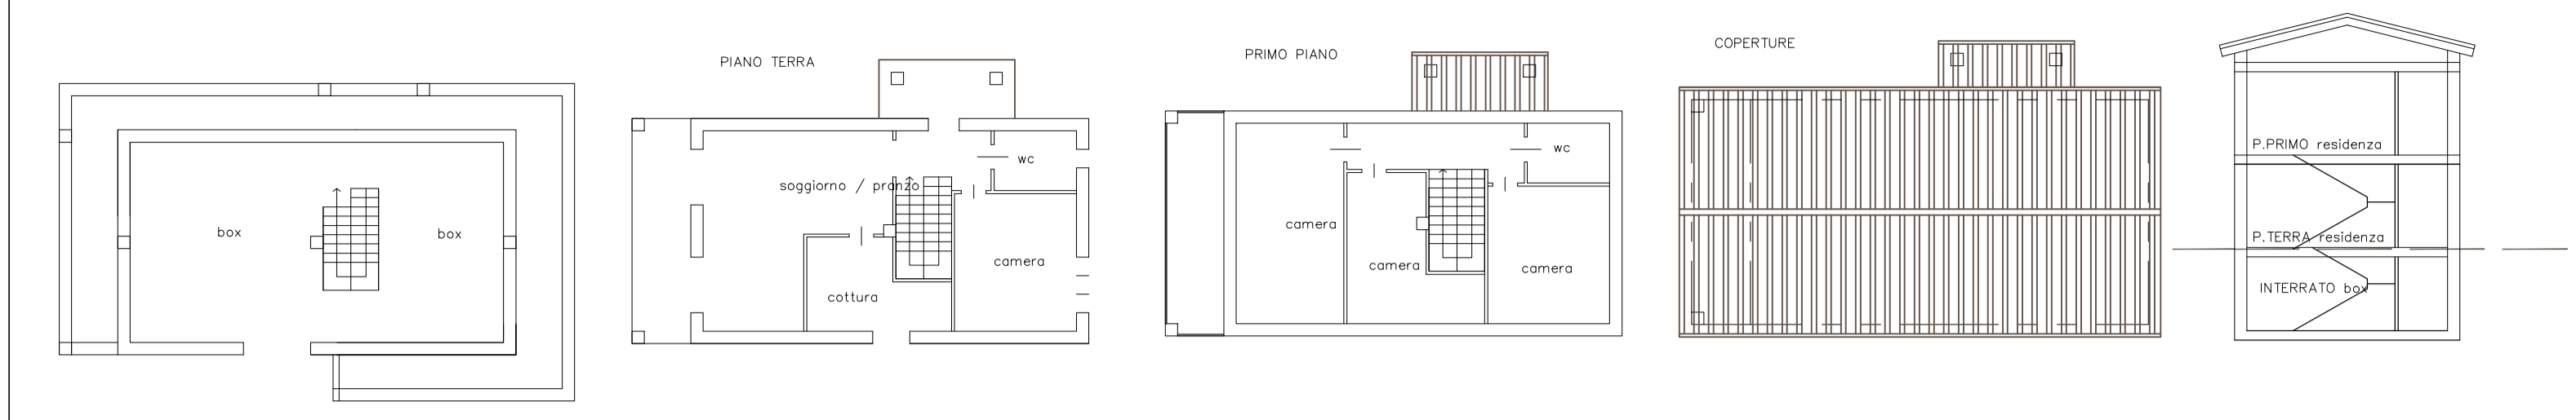 box
box
PIANO TERRA
wc
soggiorno / pranzo
camera
cottura
PRIMO PIANO
wc
camera
camera
camera
COPERTURE
P.PRIMO residenza
P.TERRA residenza
INTERRATO box